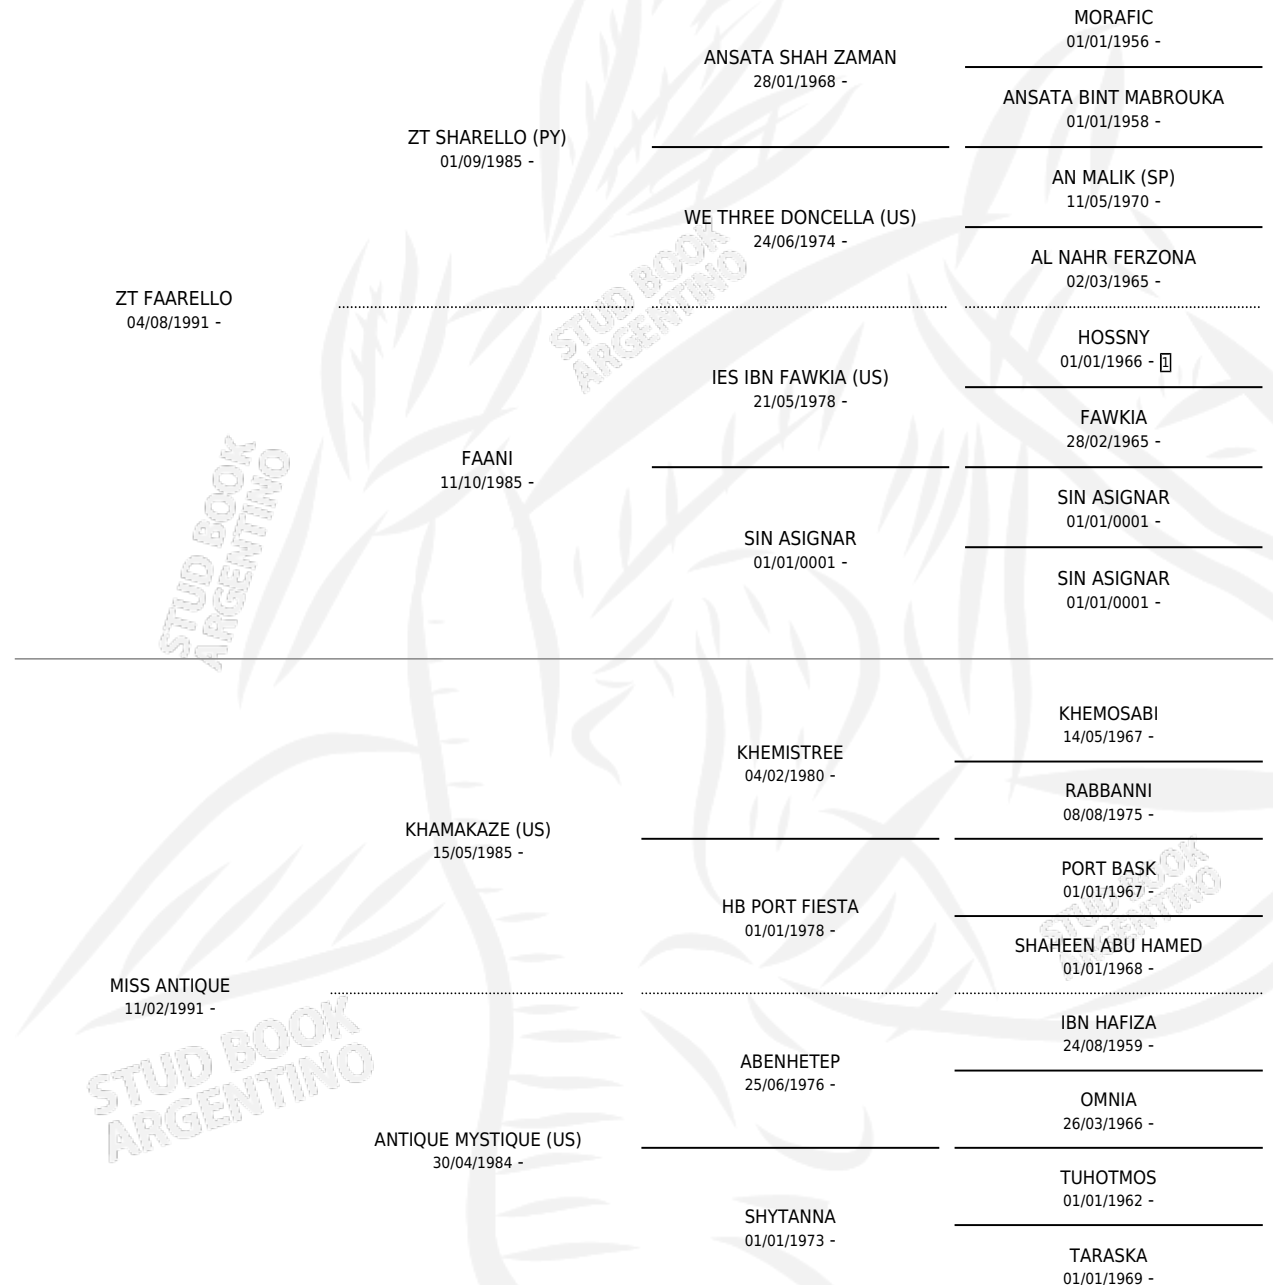 MORAFIC
01/01/1956 -
ANSATA SHAH ZAMAN
28/01/1968 -
ANSATA BINT MABROUKA
01/01/1958 -
ZT SHARELLO (PY)
01/09/1985 -
AN MALIK (SP)
11/05/1970 -
WE THREE DONCELLA (US)
24/06/1974 -
AL NAHR FERZONA
02/03/1965 -
ZT FAARELLO
04/08/1991 -
HOSSNY
01/01/1966 - 1
IES IBN FAWKIA (US)
21/05/1978 -
FAWKIA
28/02/1965 -
FAANI
11/10/1985 -
SIN ASIGNAR
01/01/0001 -
SIN ASIGNAR
01/01/0001 -
SIN ASIGNAR
01/01/0001 -
KHEMOSABI
14/05/1967 -
KHEMISTREE
04/02/1980 -
RABBANNI
08/08/1975 -
KHAMAKAZE (US)
15/05/1985 -
PORT BASK
01/01/1967 -
HB PORT FIESTA
01/01/1978 -
SHAHEEN ABU HAMED
01/01/1968 -
MISS ANTIQUE
11/02/1991 -
IBN HAFIZA
24/08/1959 -
ABENHETEP
25/06/1976 -
OMNIA
26/03/1966 -
ANTIQUE MYSTIQUE (US)
30/04/1984 -
TUHOTMOS
01/01/1962 -
SHYTANNA
01/01/1973 -
TARASKA
01/01/1969 -
STUD BOOK
ARGENTINO
STUD BOOK
ARGENTINO
STUD BOOK
ARGENTINO
STUD BOOK
ARGENTINO